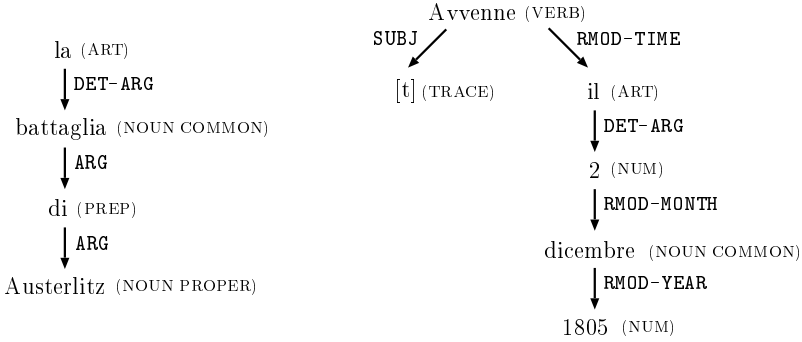 la (ART)
DET-ARG
battaglia (NOUN COMMON)
ARG
di (PREP)
ARG
Austerlitz (NOUN PROPER)
Avvenne (VERB)
SUBJ RMOD-TIME
[t] (TRACE) il (ART)
DET-ARG
2 (NUM)
RMOD-MONTH
dicembre (NOUN COMMON)
RMOD-YEAR
1805 (NUM)